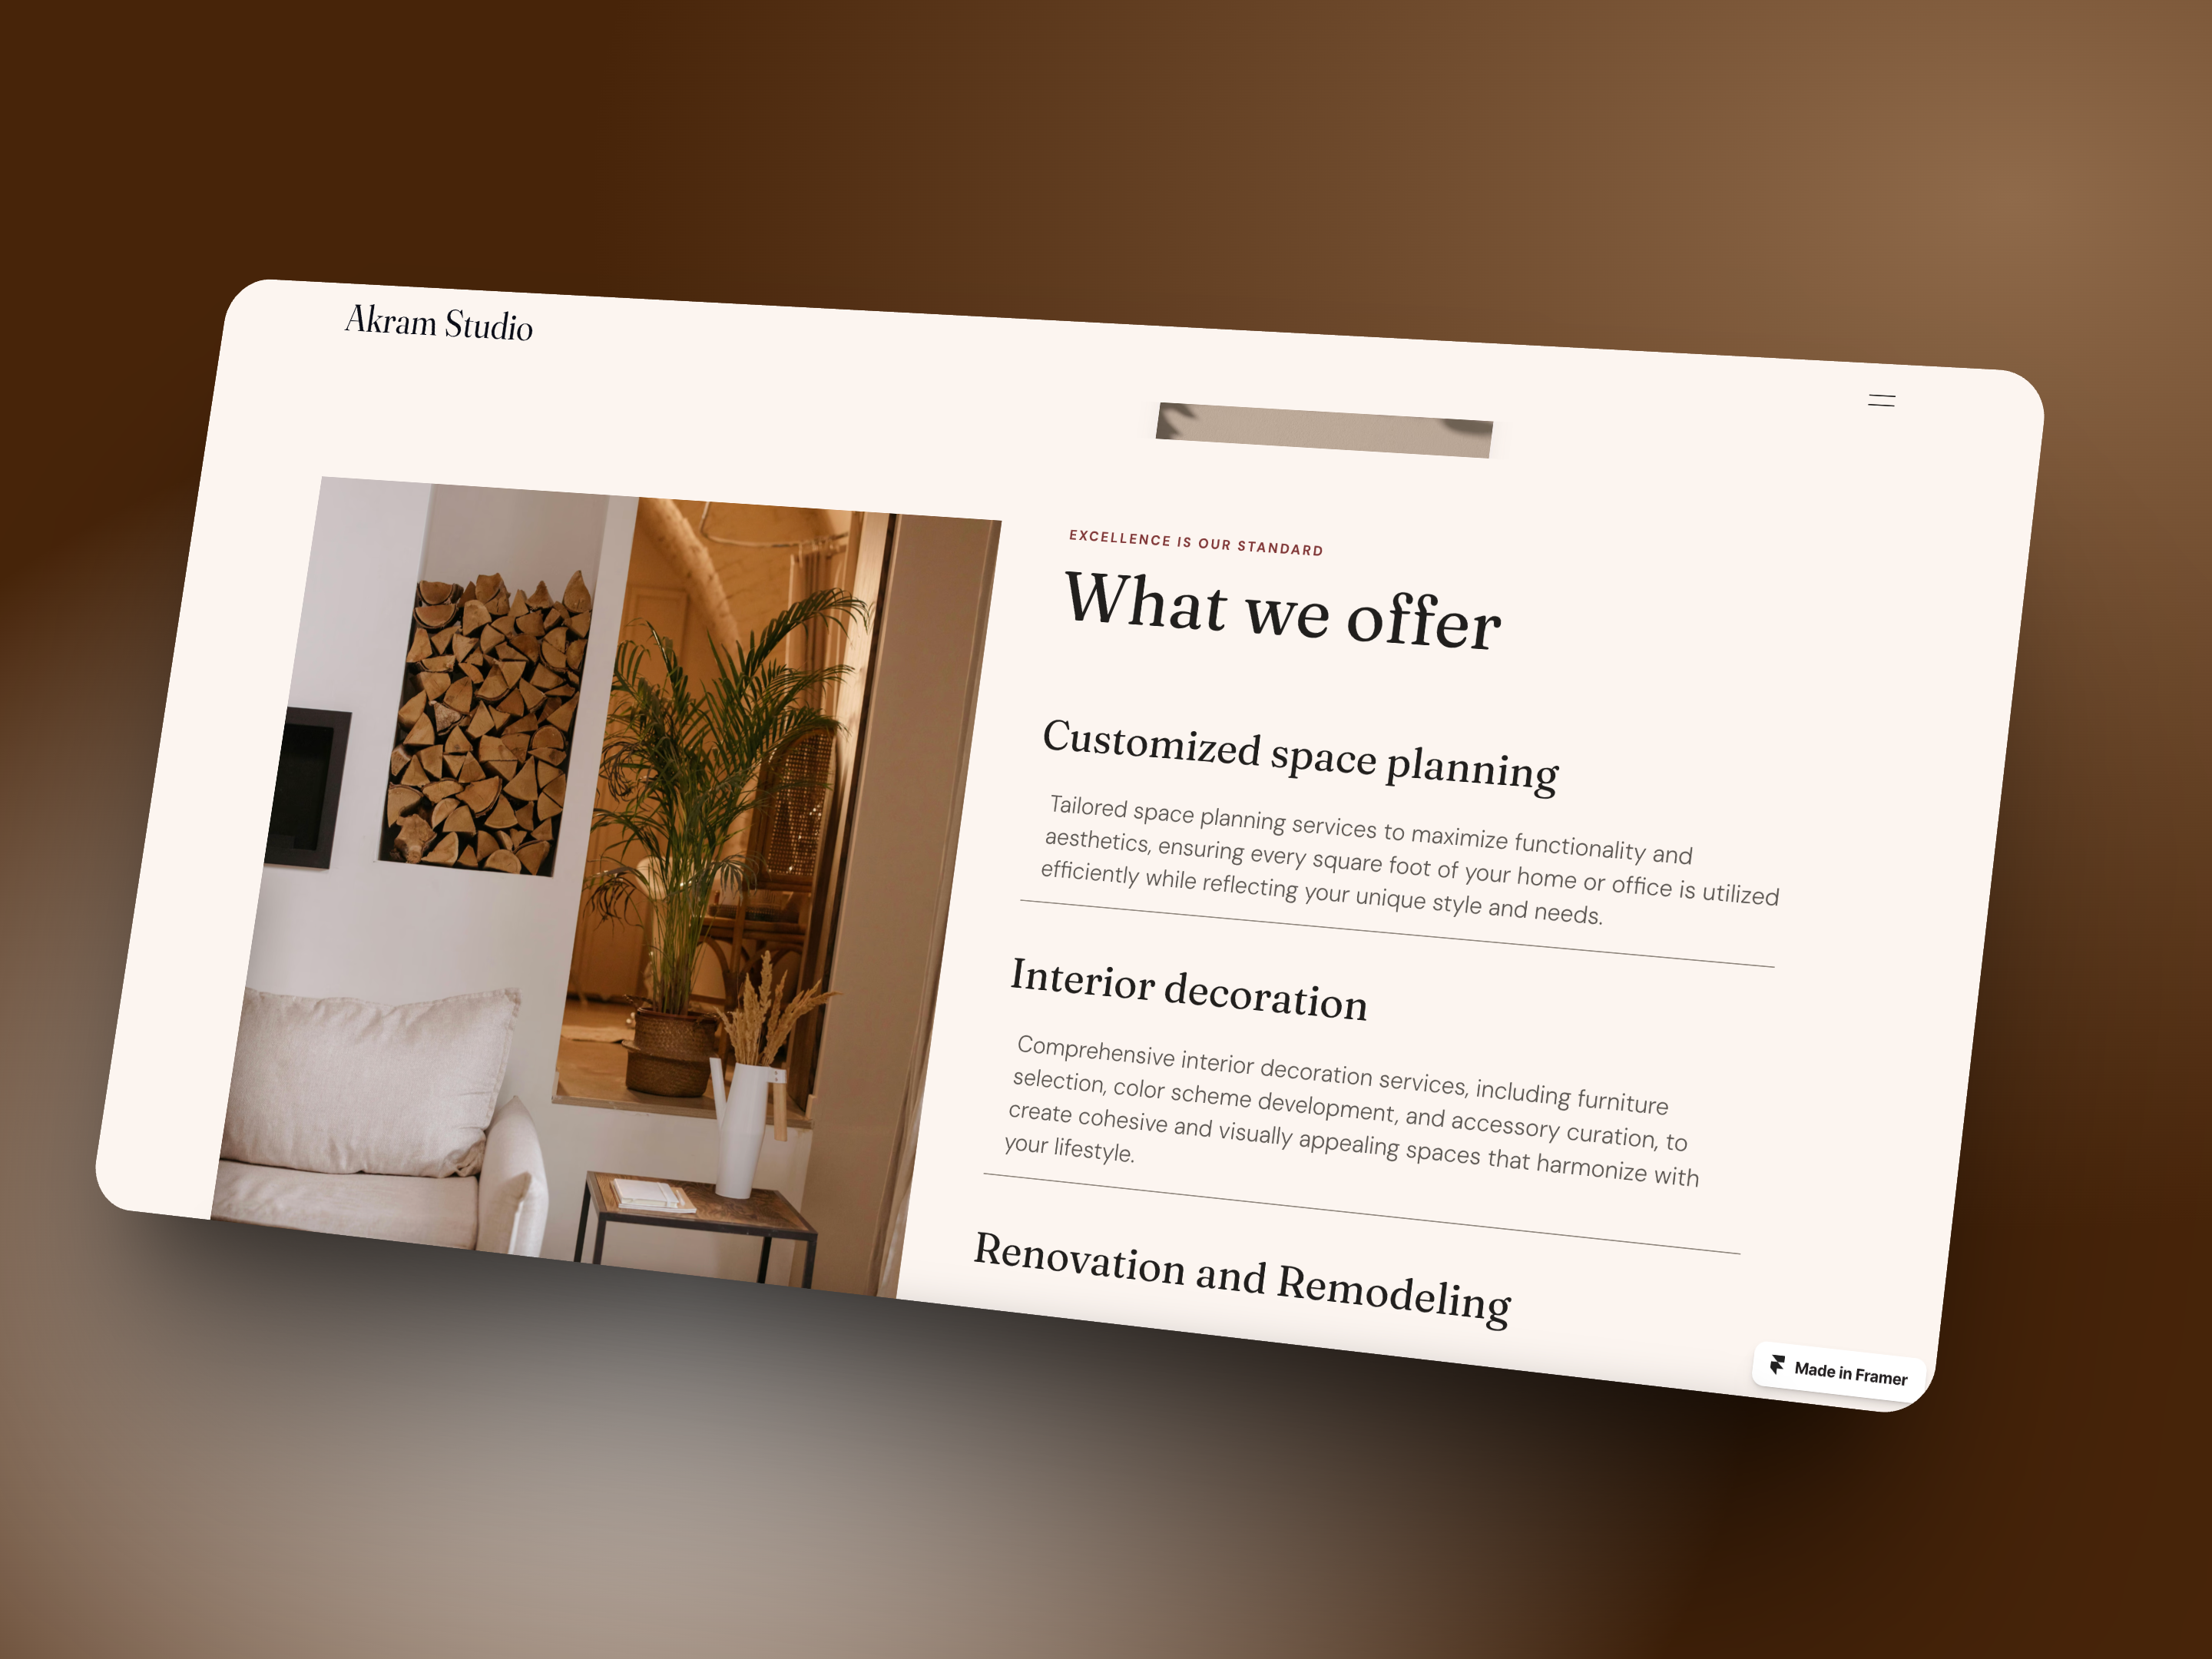 Akram Studio
EXCELLENCE IS OUR STANDARD
What we offer
Customized space planning
Tailored space planning services to maximize functionality and
aesthetics, ensuring every square foot of your home or office is utilized
efficiently while reflecting your unique style and needs.
Interior decoration
Comprehensive interior decoration services, including furniture
selection, color scheme development, and accessory curation, to
create cohesive and visually appealing spaces that harmonize with
your lifestyle.
Renovation and Remodeling
Made in Framer